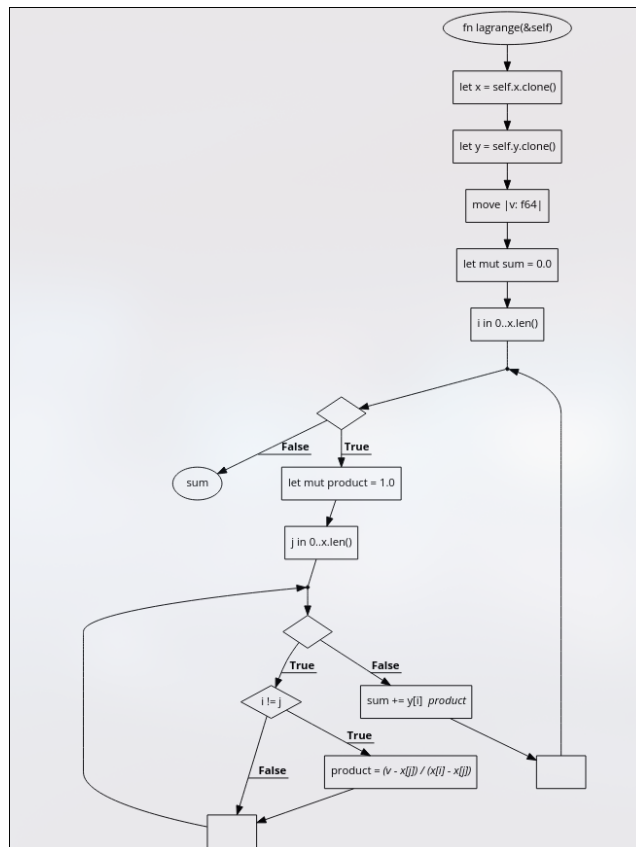 fn lagrange(&self)
let x = self.x.clone()
let y = self.y.clone()
move |v: f64|
let mut sum = 0.0
i in 0..x.len()
False
True
sum
let mut product = 1.0
j in 0..x.len()
True
False
i != j
sum += y[i] product
True
product = (v - x[j]) / (x[i] - x[j])
False